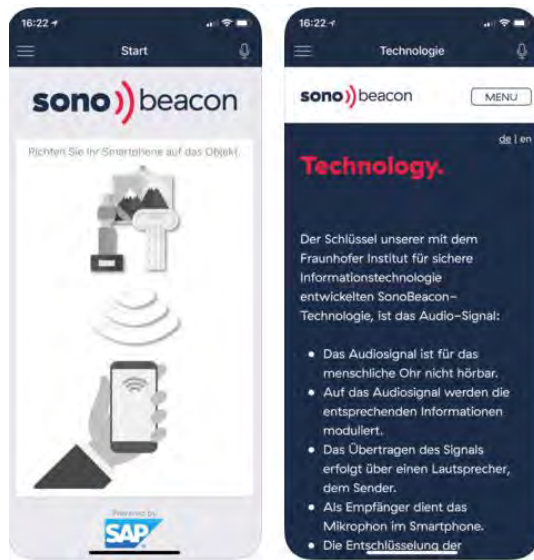 16:22
Start
sono))beacon
Richten Sie Ihr Smartphone auf das Objekt.
Powered by
SAP
16:22
Technologie
sono))beacon
MENU
de | en
Technology.
Der Schlüssel unserer mit dem
Fraunhofer Institut für sichere
Informationstechnologie
entwickelten SonoBeacon-
Technologie, ist das Audio-Signal:
• Das Audiosignal ist für das
menschliche Ohr nicht hörbar.
• Auf das Audiosignal werden die
entsprechenden Informationen
moduliert.
• Das Übertragen des Signals
erfolgt über einen Lautsprecher,
dem Sender.
• Als Empfänger dient das
Mikrophon im Smartphone.
• Die Entschlüsselung der